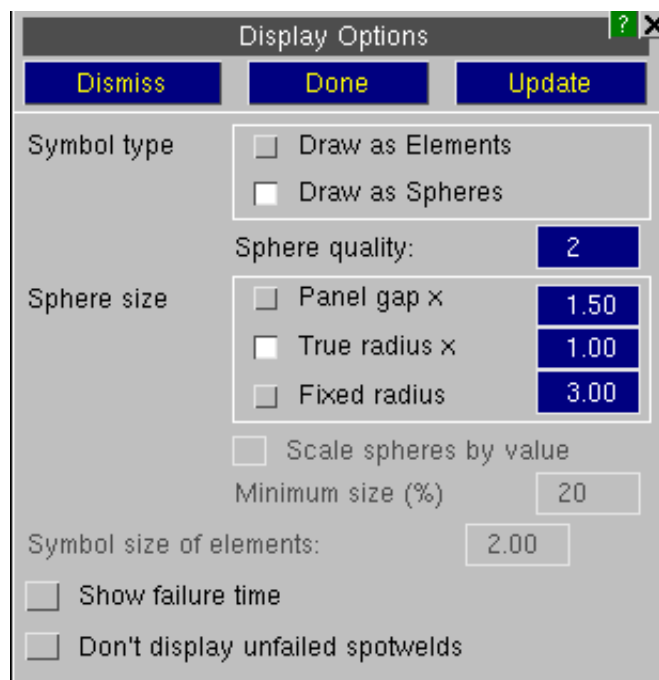 Display Options
?
Dismiss Done Update
Symbol type Draw as Elements
Draw as Spheres
Sphere quality: 2
Sphere size Panel gap x 1.50
True radius x 1.00
Fixed radius 3.00
Scale spheres by value
Minimum size (%) 20
Symbol size of elements: 2.00
Show failure time
Don't display unfailed spotwelds